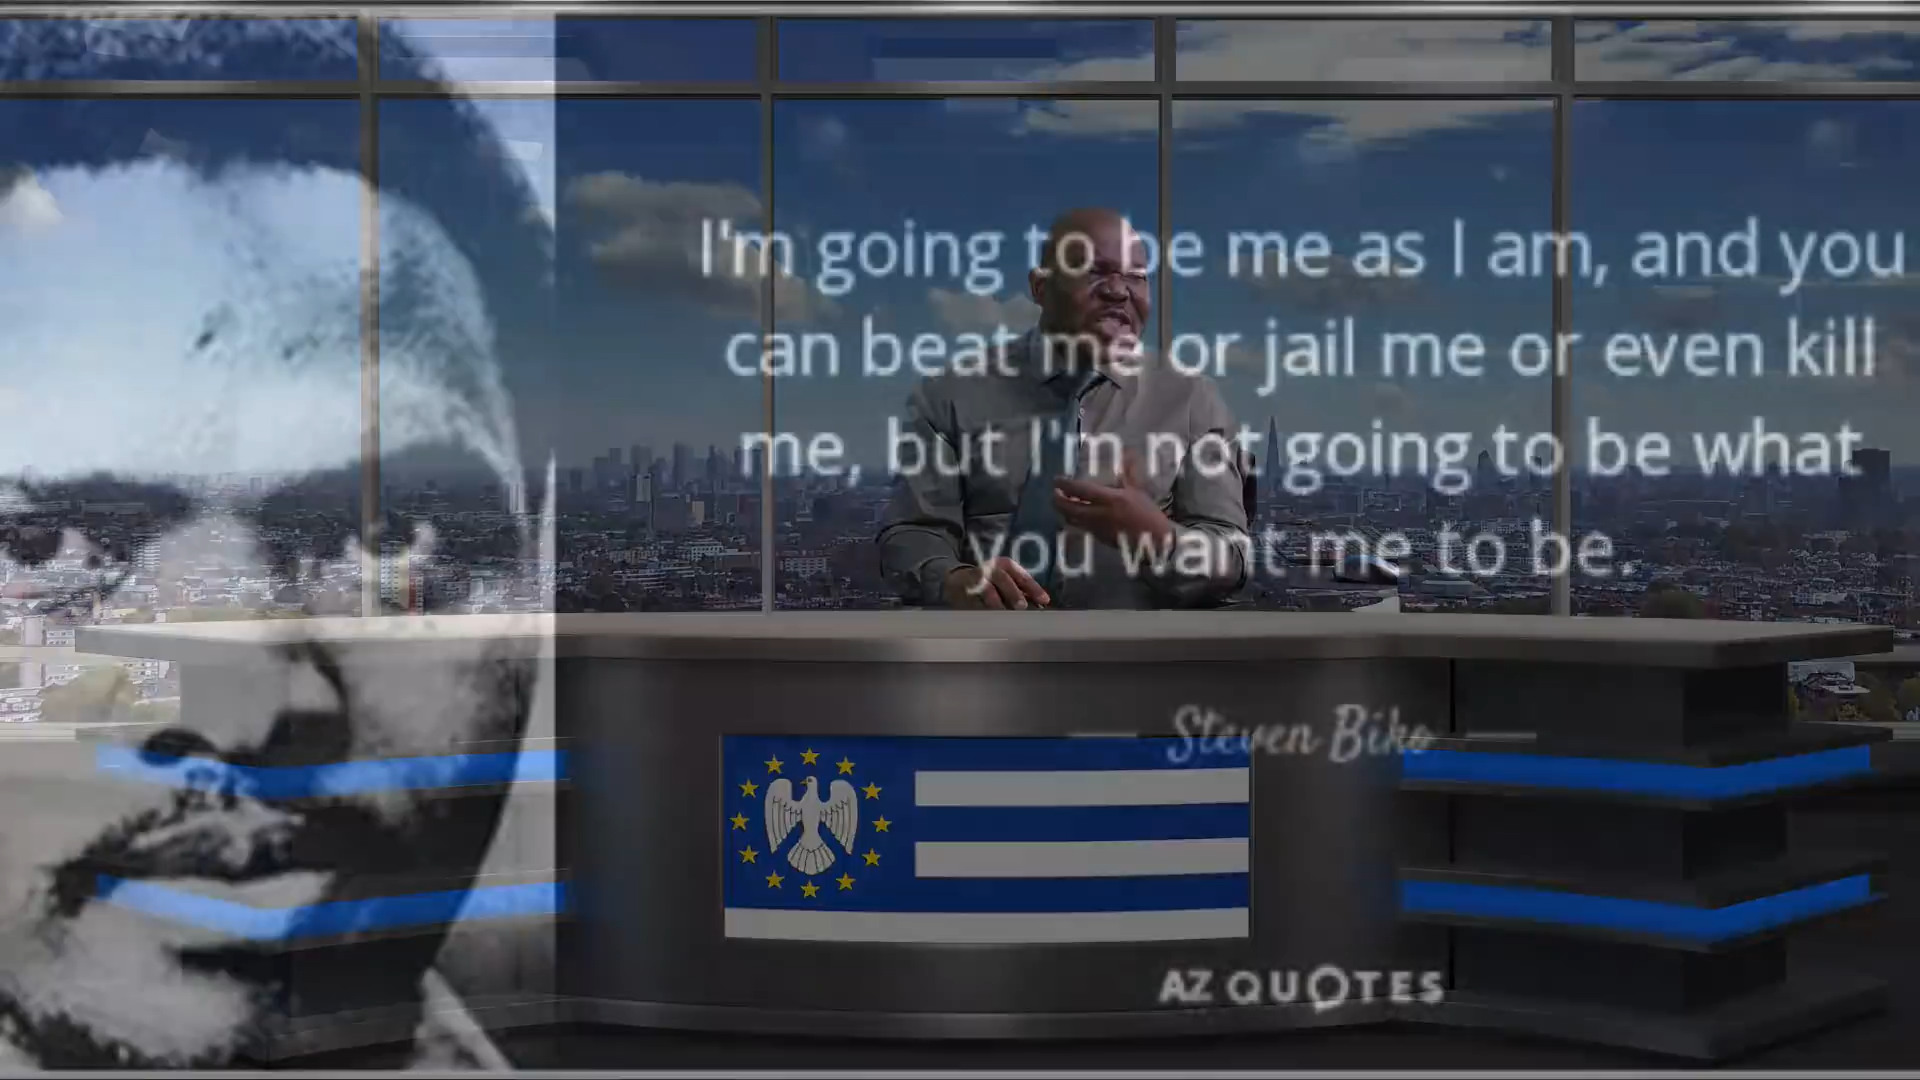 I'm going to be me as I am, and you
can beat me or jail me or even kill
me, but I'm not going to be what
you want me to be.
Steven Biko
AZ QUOTES